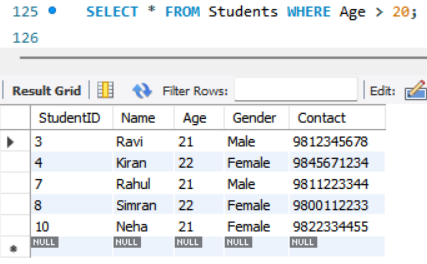 125 SELECT * FROM Students WHERE Age > 20;
126
Result Grid Filter Rows: Edit:
StudentID Name Age Gender Contact
3 Ravi 21 Male 9812345678
4 Kiran 22 Female 9845671234
7 Rahul 21 Male 9811223344
8 Simran 22 Female 9800112233
10 Neha 21 Female 9822334455
NULL NULL NULL NULL NULL